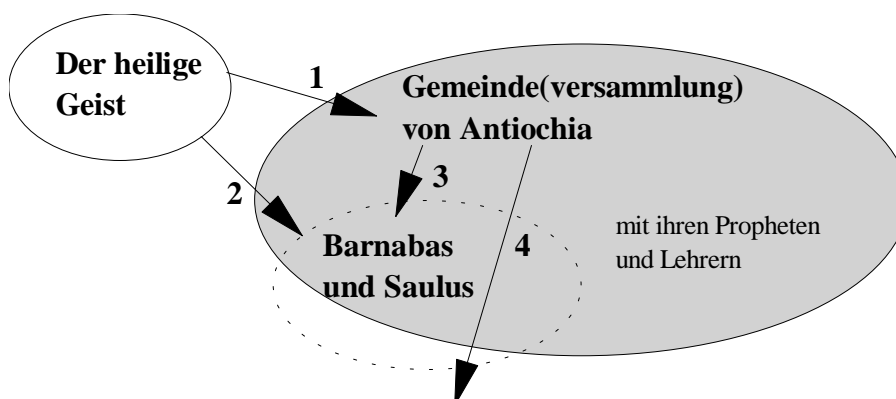 Der heilige
Geist
1
Gemeinde(versammlung)
von Antiochia
2
3
4
Barnabas
und Saulus
mit ihren Propheten
und Lehrern